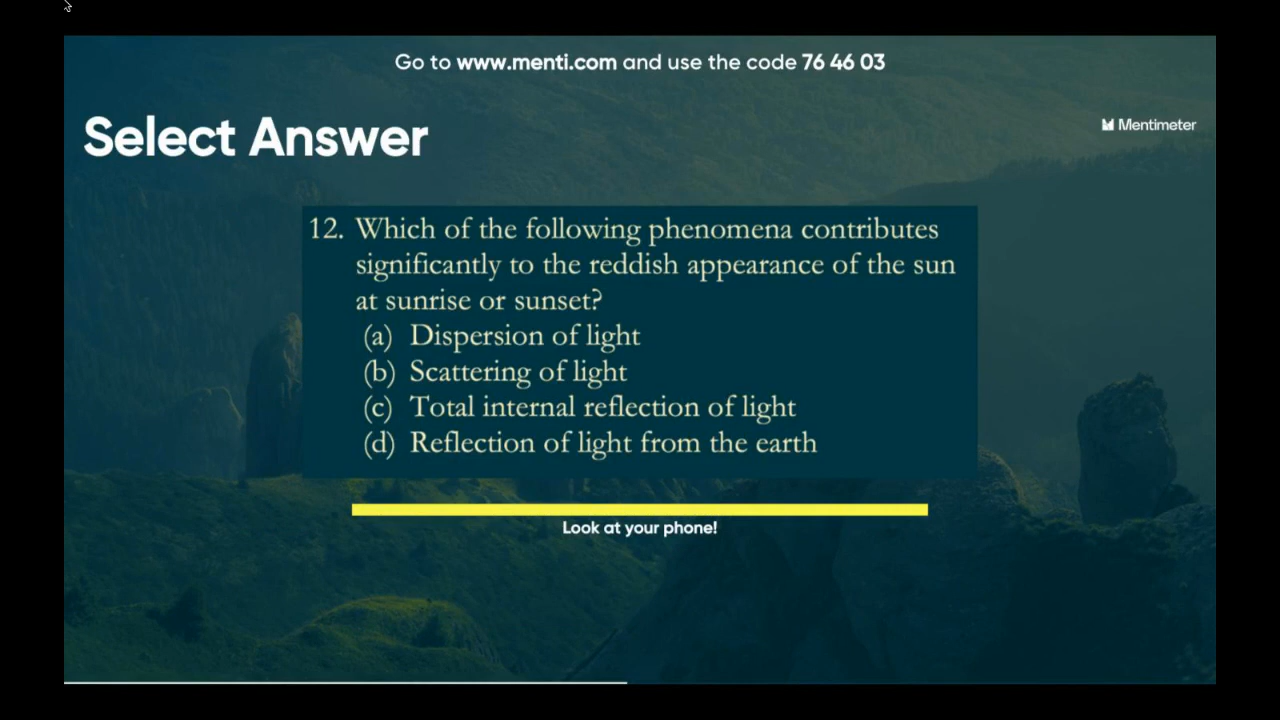 Go to www.menti.com and use the code 76 46 03
Select Answer
Mentimeter
12. Which of the following phenomena contributes
significantly to the reddish appearance of the sun
at sunrise or sunset?
(a) Dispersion of light
(b) Scattering of light
(c) Total internal reflection of light
(d) Reflection of light from the earth
Look at your phone!